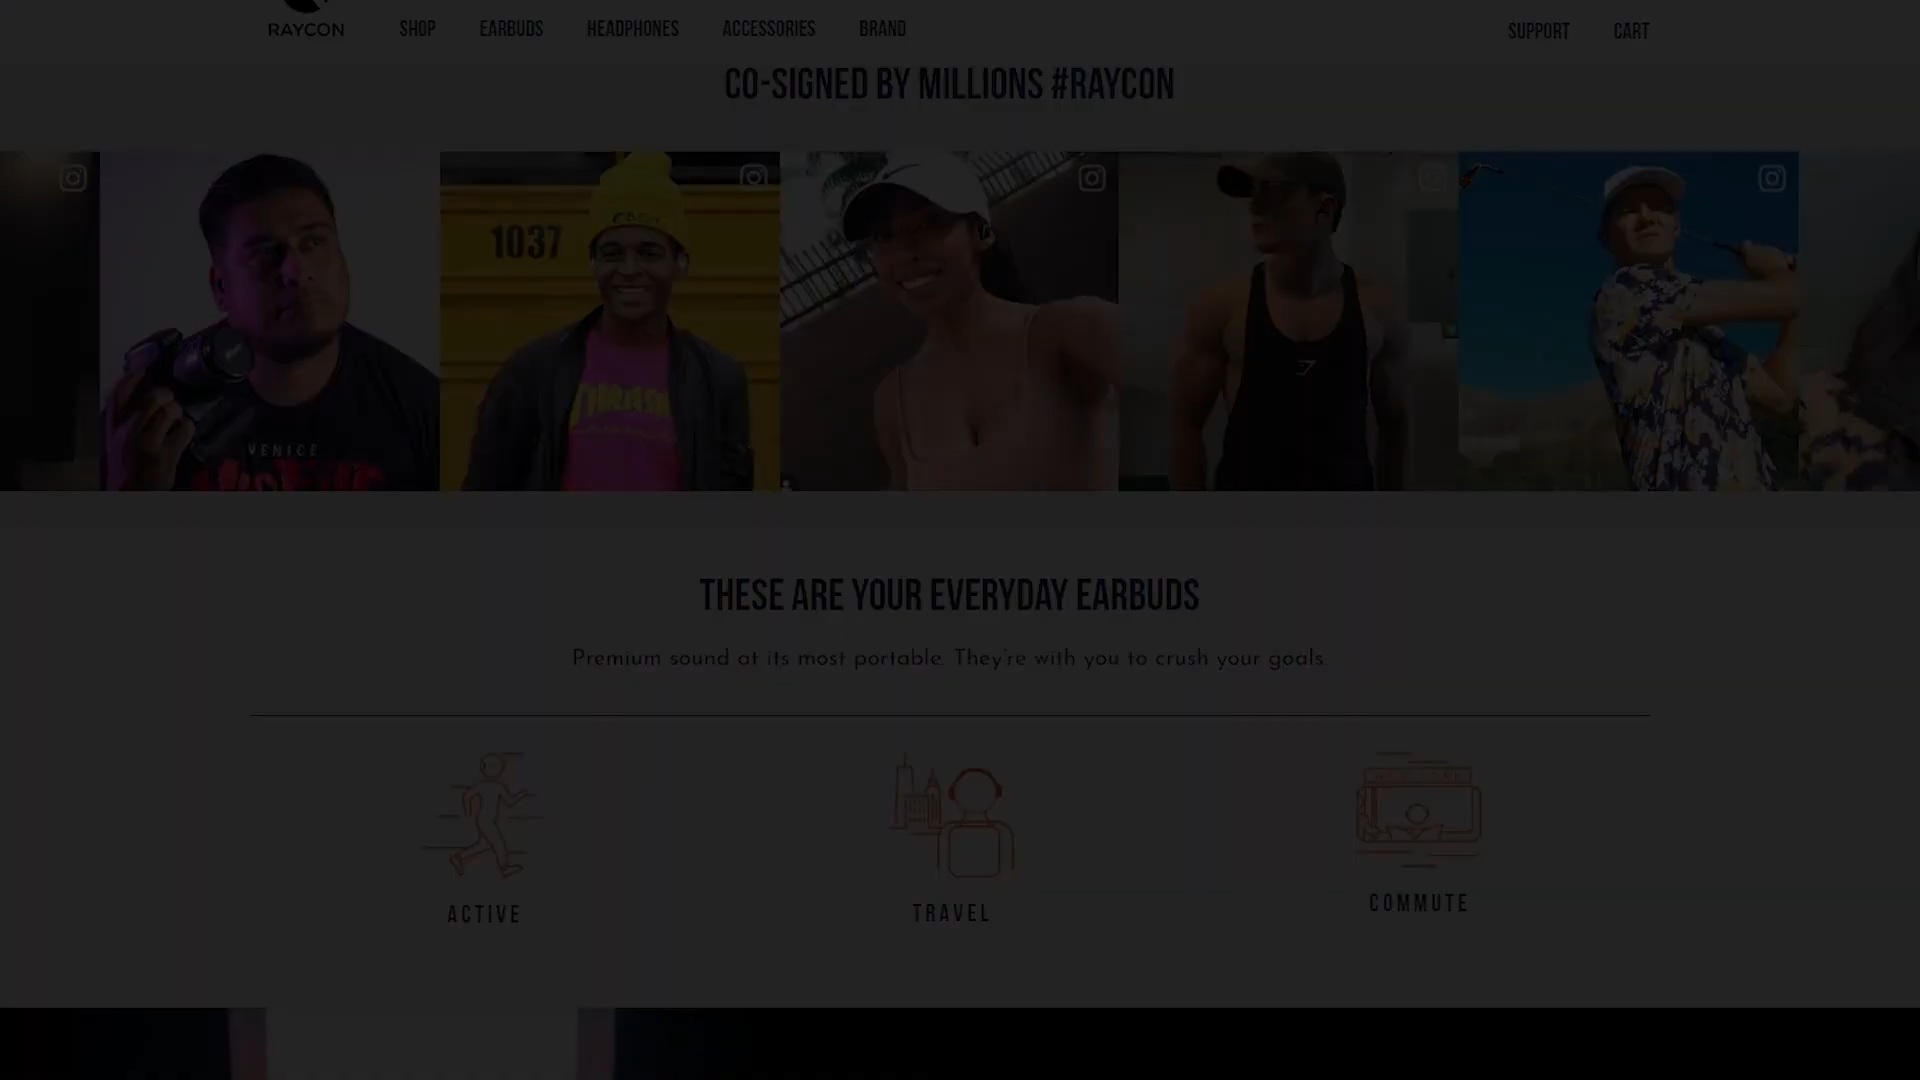 RAYCON SHOP EARBUDS HEADPHONES ACCESSORIES BRAND SUPPORT CART
CO-SIGNED BY MILLIONS #RAYCON
1037
VENICE
THESE ARE YOUR EVERYDAY EARBUDS
Premium sound at its most portable. They're with you to crush your goals.
ACTIVE TRAVEL COMMUTE